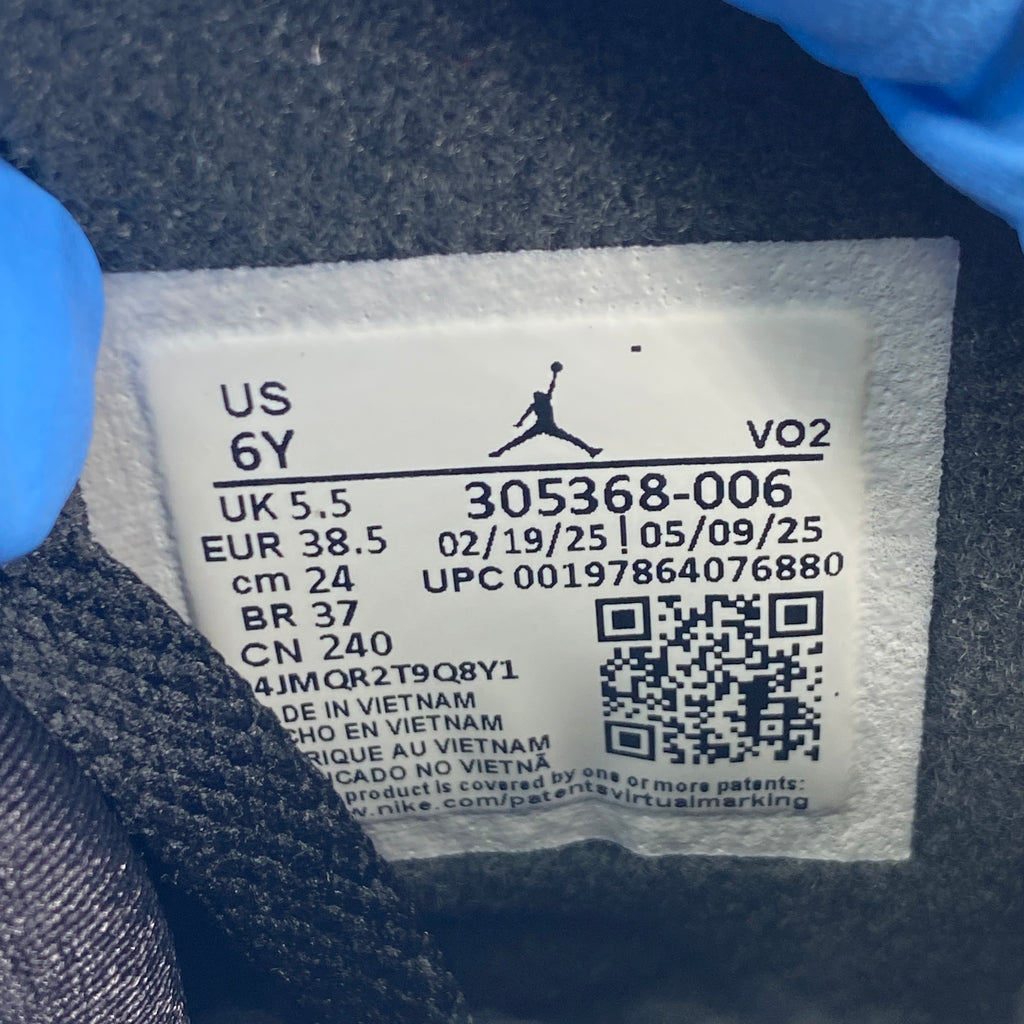 US
6Y
VO2
UK 5.5
305368-006
EUR 38.5
02/19/25 | 05/09/25
cm 24
UPC 00197864076880
BR 37
CN 240
4JMQR2T9Q8Y1
DE IN VIETNAM
CHO EN VIETNAM
RIQUE AU VIETNAM
ICADO NO VIETNÃ
product is covered by one or more patents:
w.nike.com/patentsvirtualmarking